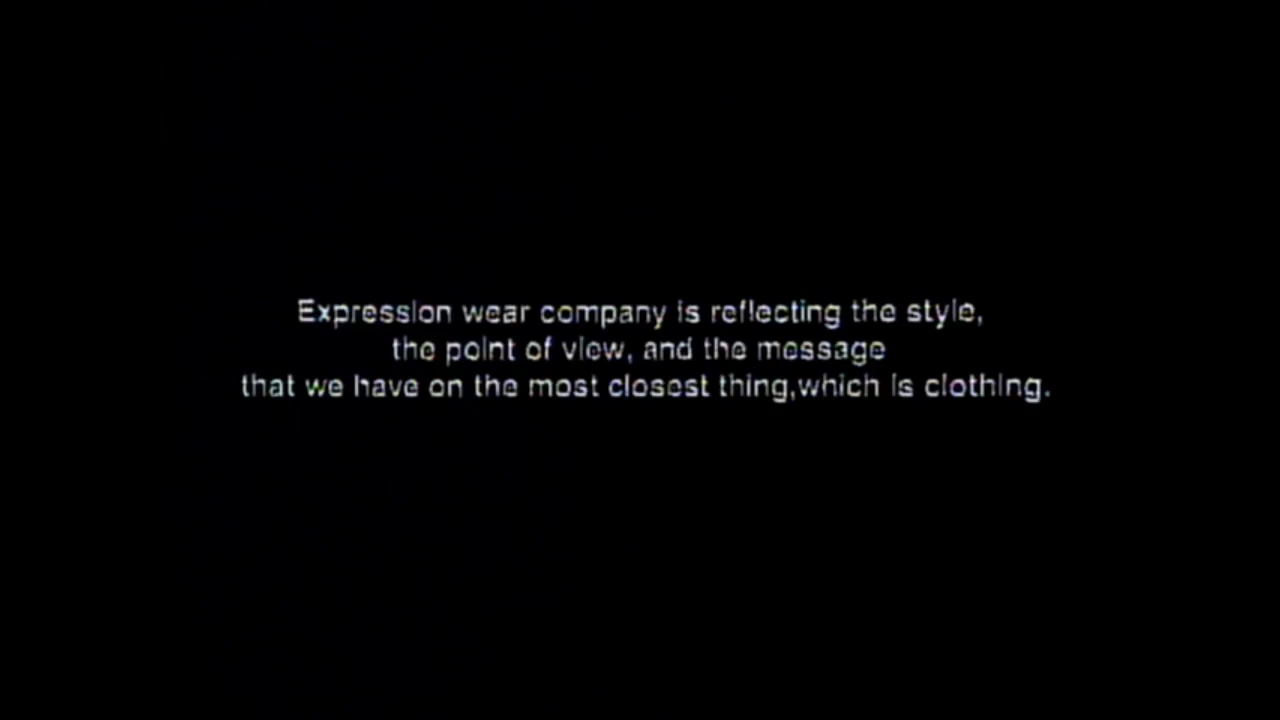 Expression wear company is reflecting the style,
the point of view, and the message
that we have on the most closest thing,which is clothing.